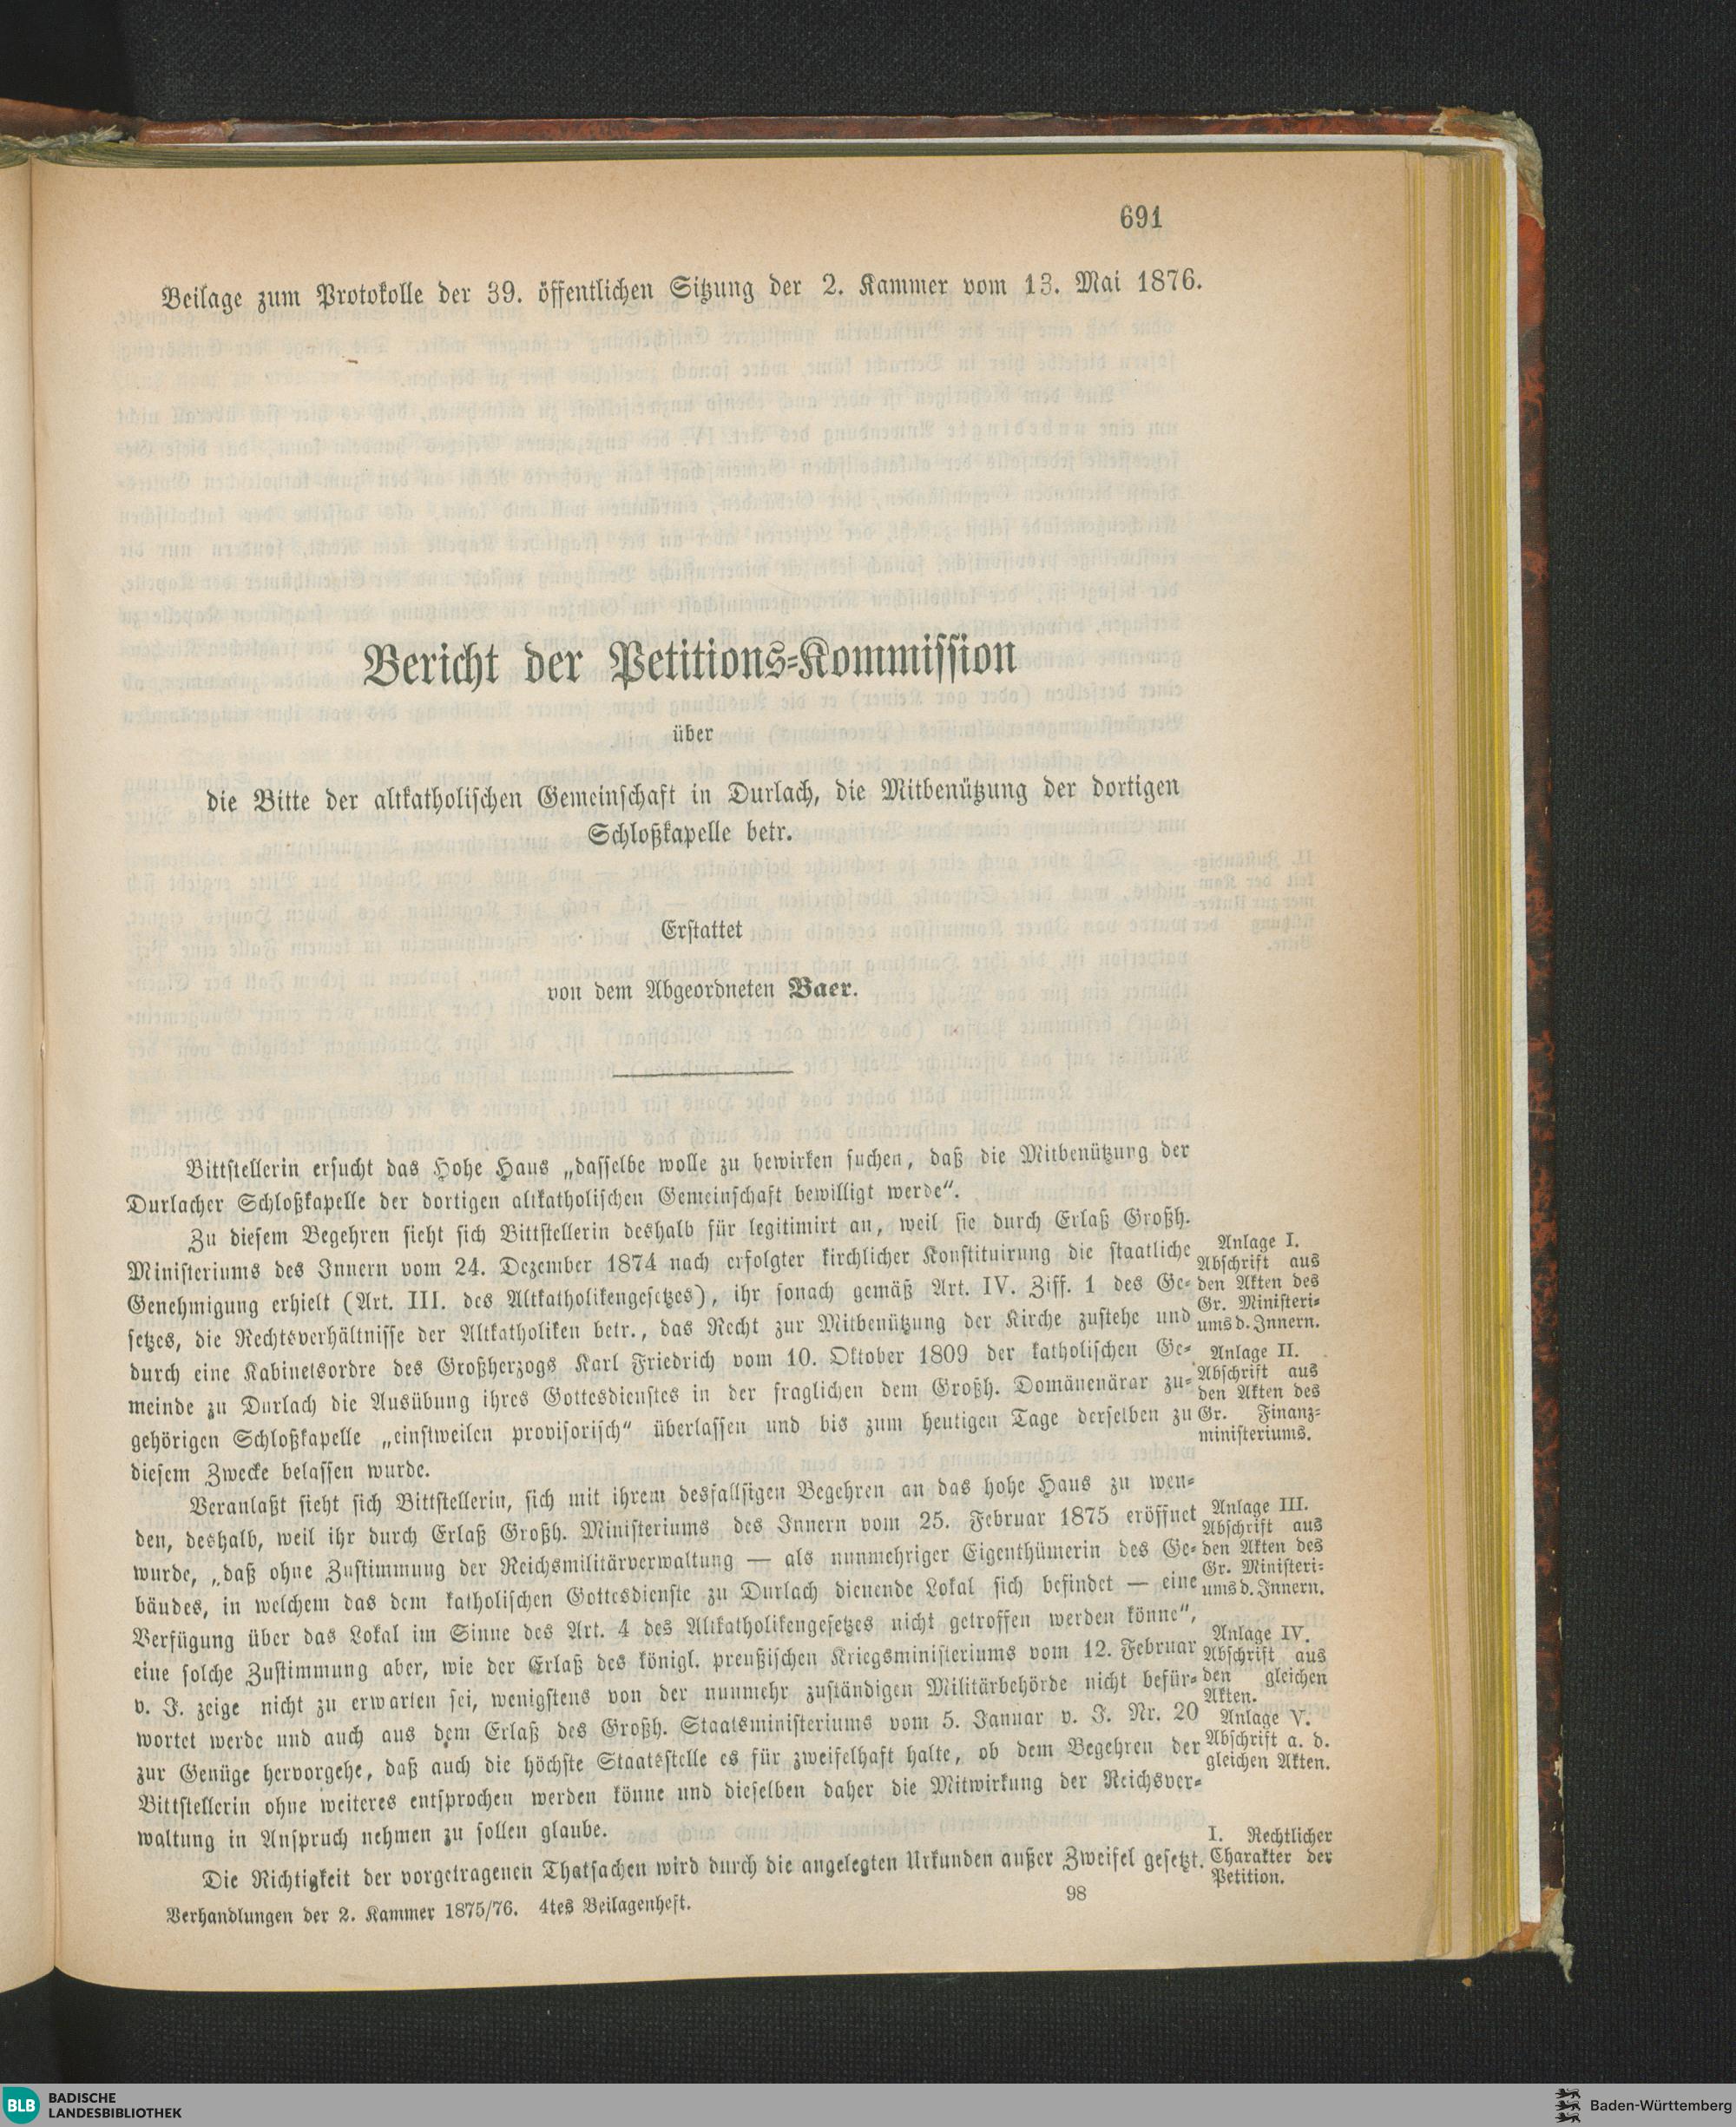 691
Beilage zum Protokolle der 39. öffentlichen Sitzung der 2. Kammer vom 13. Mai 1876.
Bericht der Petitions-Kommission
über
die Bitte der altkatholischen Gemeinschaft in Durlach, die Mitbenützung der dortigen
Schloßkapelle betr.
Erstattet
von dem Abgeordneten Baer.
Bittstellerin ersucht das Hohe Haus „dasselbe wolle zu bewirken suchen, daß die Mitbenützung der
Durlacher Schloßkapelle der dortigen altkatholischen Gemeinschaft bewilligt werde“.
Zu diesem Begehren sieht sich Bittstellerin deshalb für legitimirt an, weil sie durch Erlaß Großh.
Ministeriums des Innern vom 24. Dezember 1874 nach erfolgter kirchlicher Konstituirung die staatliche
Genehmigung erhielt (Art. III. des Altkatholikengesetzes), ihr sonach gemäß Art. IV. Ziff. 1 des Ge-
setzes, die Rechtsverhältnisse der Altkatholiken betr., das Recht zur Mitbenützung der Kirche zustehe und
durch eine Kabinetsordre des Großherzogs Karl Friedrich vom 10. Oktober 1809 der katholischen Ge-
meinde zu Durlach die Ausübung ihres Gottesdienstes in der fraglichen dem Großh. Domänenärar zu-
gehörigen Schloßkapelle „einstweilen provisorisch“ überlassen und bis zum heutigen Tage derselben zu
diesem Zwecke belassen wurde.
Anlage I.
Abschrift aus
den Akten des
Gr. Ministeri-
ums d. Innern.
Anlage II.
Abschrift aus
den Akten des
Gr. Finanz-
ministeriums.
Veranlaßt sieht sich Bittstellerin, sich mit ihrem desfallsigen Begehren an das hohe Haus zu wen-
den, deshalb, weil ihr durch Erlaß Großh. Ministeriums des Innern vom 25. Februar 1875 eröffnet
wurde, „daß ohne Zustimmung der Reichsmilitärverwaltung — als nunmehriger Eigenthümerin des Ge-
bäudes, in welchem das dem katholischen Gottesdienste zu Durlach dienende Lokal sich befindet — eine
Verfügung über das Lokal im Sinne des Art. 4 des Altkatholikengesetzes nicht getroffen werden könne“,
eine solche Zustimmung aber, wie der Erlaß des königl. preußischen Kriegsministeriums vom 12. Februar
v. J. zeige nicht zu erwarten sei, wenigstens von der nunmehr zuständigen Militärbehörde nicht befür-
wortet werde und auch aus dem Erlaß des Großh. Staatsministeriums vom 5. Januar v. J. Nr. 20
zur Genüge hervorgehe, daß auch die höchste Staatsstelle es für zweifelhaft halte, ob dem Begehren der
Bittstellerin ohne weiteres entsprochen werden könne und dieselben daher die Mitwirkung der Reichsver-
waltung in Anspruch nehmen zu sollen glaube.
Anlage III.
Abschrift aus
den Akten des
Gr. Ministeri-
ums d. Innern.
Anlage IV.
Abschrift aus
den gleichen
Akten.
Anlage V.
Abschrift a. d.
gleichen Akten.
Die Richtigkeit der vorgetragenen Thatsachen wird durch die angelegten Urkunden außer Zweifel gesetzt.
I. Rechtlicher
Charakter der
Petition.
Verhandlungen der 2. Kammer 1875/76. 4tes Beilagenheft.
98
BLB
BADISCHE
LANDESBIBLIOTHEK
Baden-Württemberg